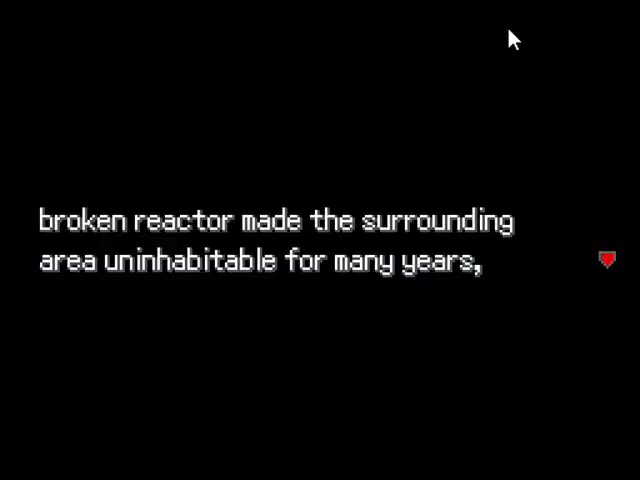 broken reactor made the surrounding
area uninhabitable for many years,